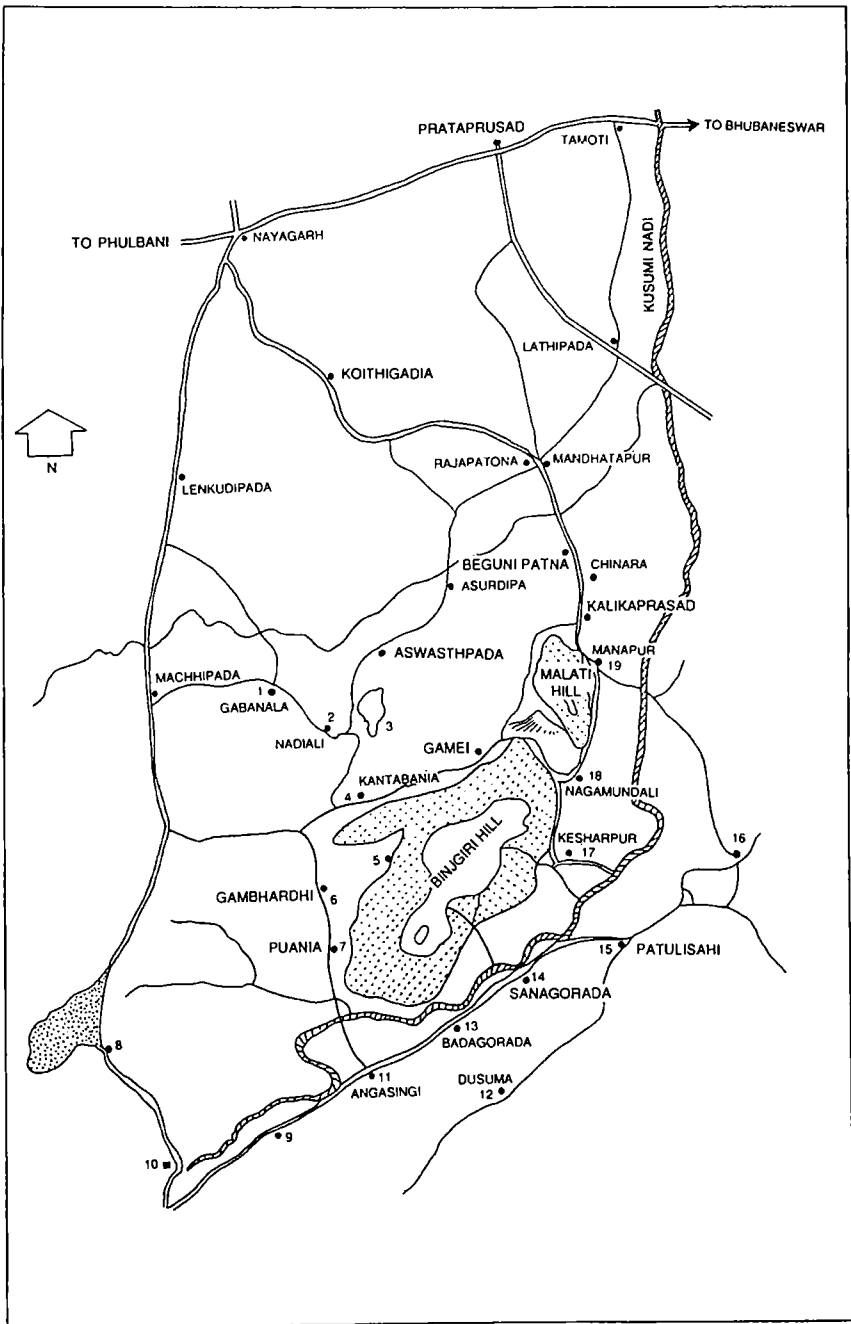 PRATAPRUSAD
TAMOTI
TO BHUBANESWAR
TO PHULBANI
NAYAGARH
KUSUMI NADI
LATHIPADA
KOITHIGADIA
N
RAJAPATONA
MANDHATAPUR
LENKUDIPADA
BEGUNI PATNA
CHINARA
ASURDIPA
KALIKAPRASAD
ASWASTHPADA
MANAPUR
19
MALATI
HILL
MACHHIPADA
1
GABANALA
2
NADIALI
3
GAMEI
KANTABANIA
4
18
NAGAMUNDALI
KESHARPUR
17
16
5
BINJGIRI HILL
GAMBHARDHI
6
PUANIA
7
15
PATULISAHI
14
SANAGORADA
13
BADAGORADA
8
11
ANGASINGI
DUSUMA
12
9
10